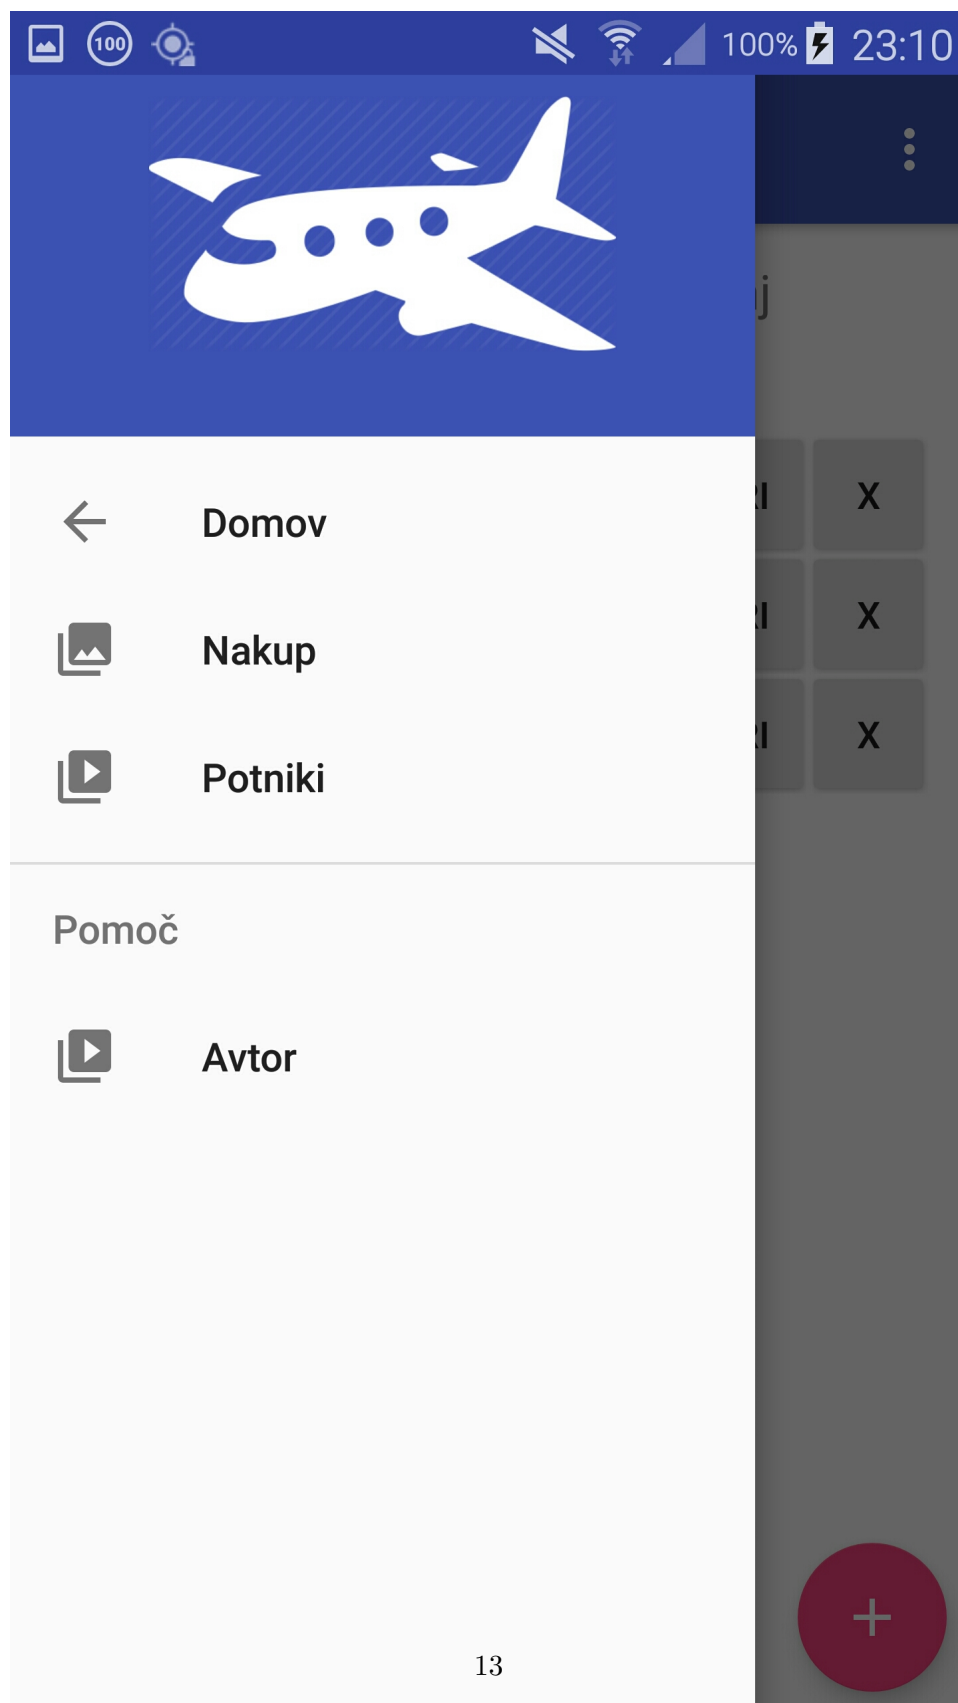 100 100% 23:10
Domov
X
Nakup
X
Potniki
X
Pomoč
Avtor
+
13